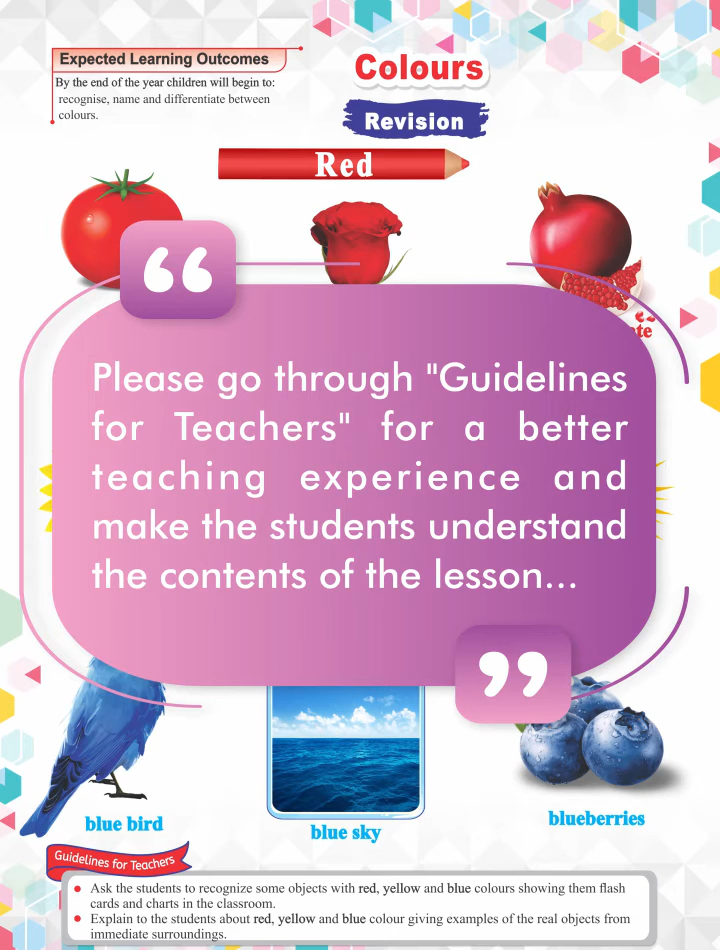 Expected Learning Outcomes
By the end of the year children will begin to:
recognise, name and differentiate between
colours.
Colours
Revision
Red
Please go through "Guidelines
for Teachers" for a better
teaching experience and
make the students understand
the contents of the lesson...
blue bird
blue sky
blueberries
Guidelines for Teachers
Ask the students to recognize some objects with red, yellow and blue colours showing them flash
cards and charts in the classroom.
Explain to the students about red, yellow and blue colour giving examples of the real objects from
immediate surroundings.